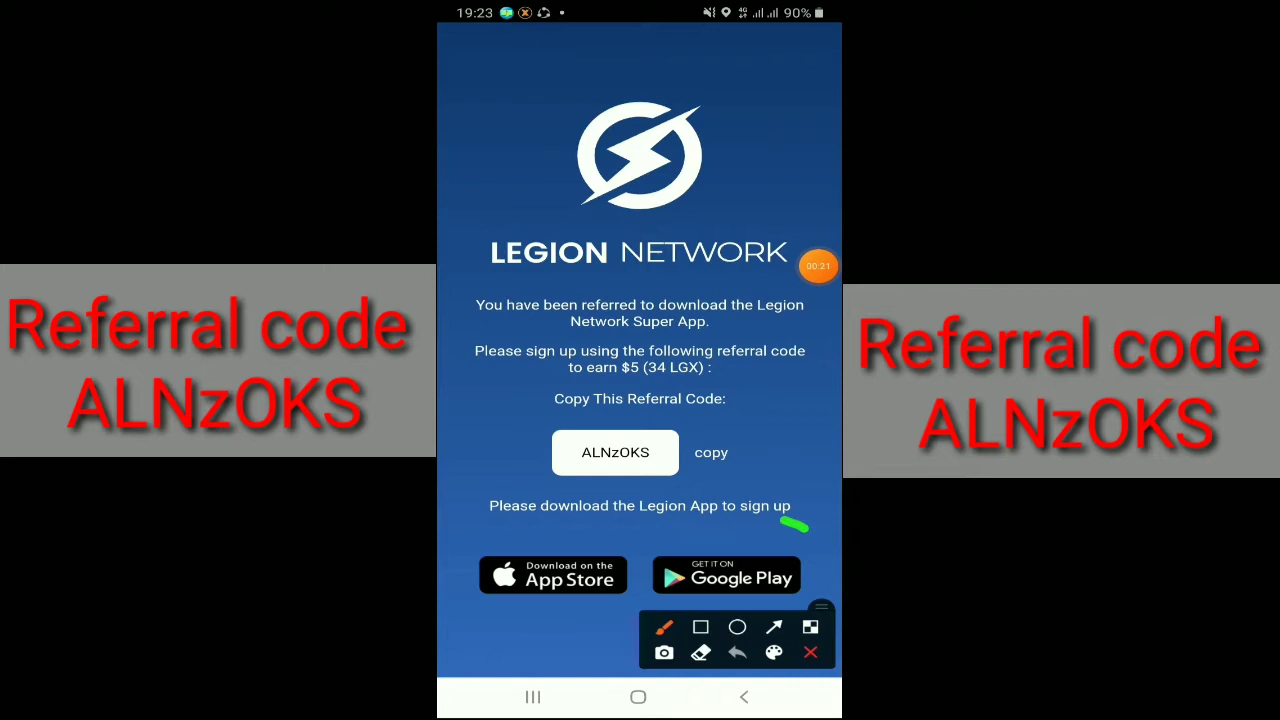 19:23
4G
90%
LEGION NETWORK
00:21
You have been referred to download the Legion
Network Super App.
Please sign up using the following referral code
to earn $5 (34 LGX) :
Copy This Referral Code:
ALNzOKS
copy
Please download the Legion App to sign up
Download on the
App Store
GET IT ON
Google Play
Referral code
ALNzOKS
Referral code
ALNzOKS